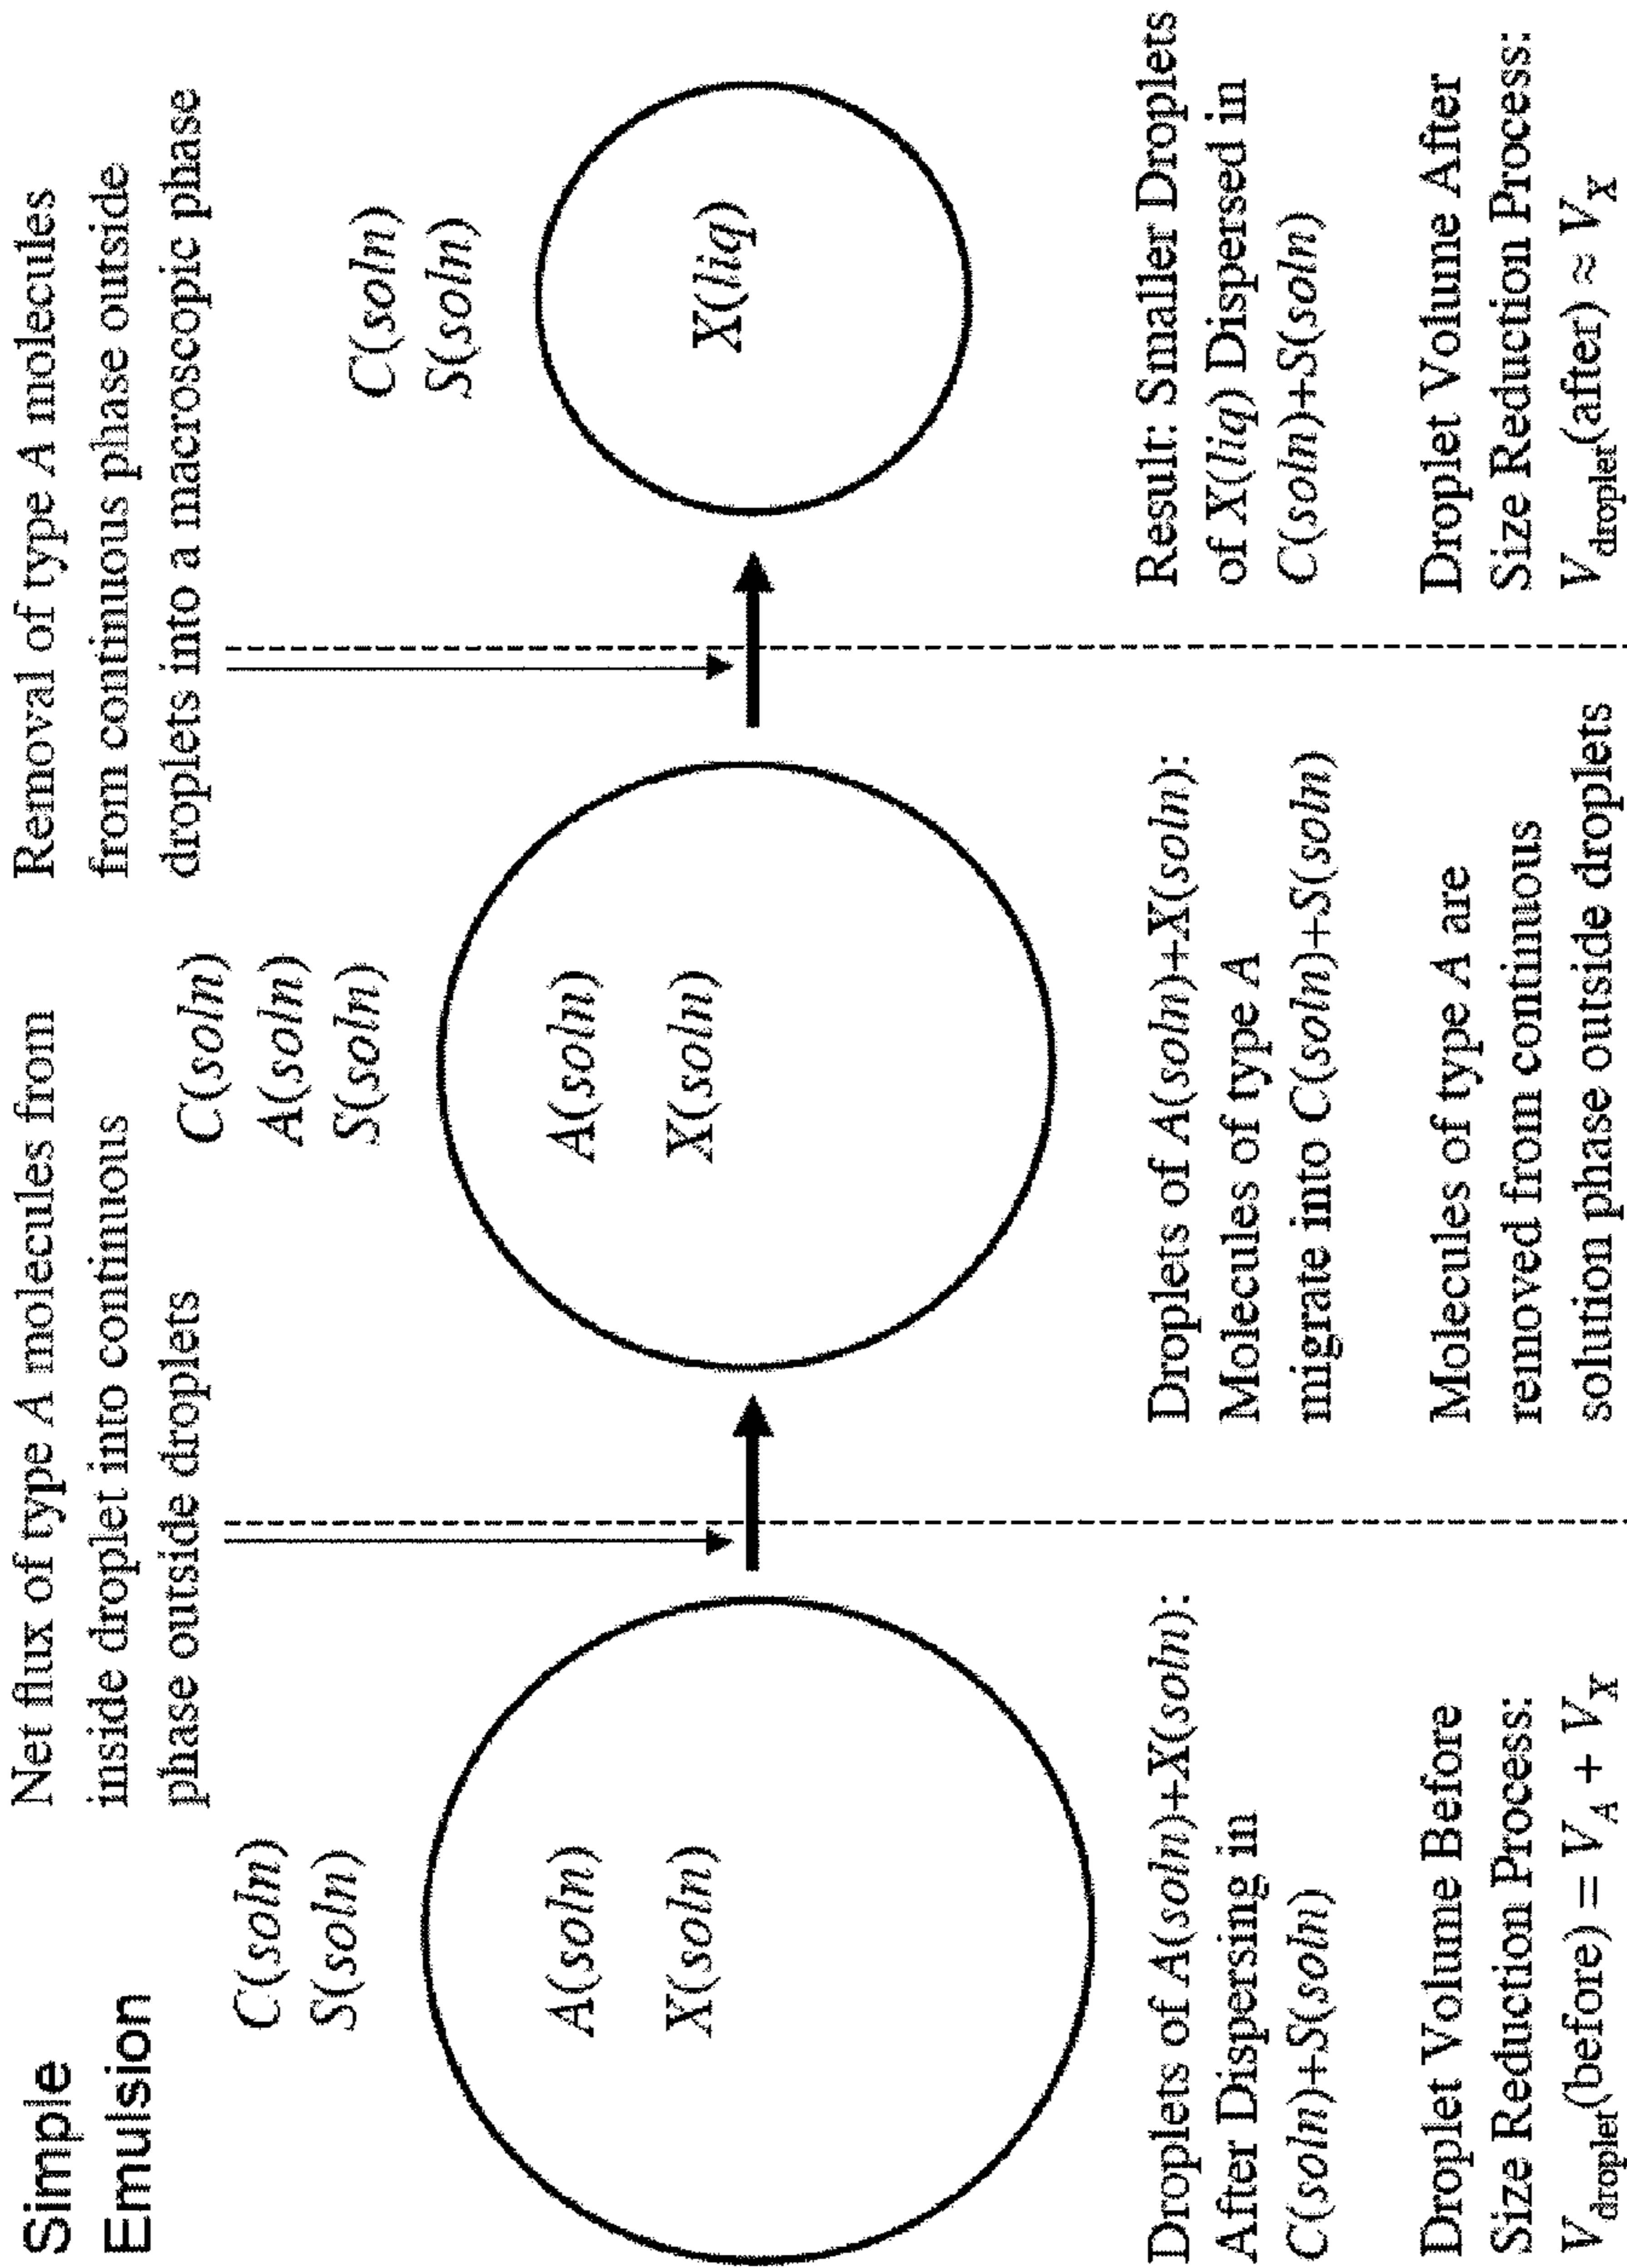 Simple
Emulsion
Net flux of type A molecules from
inside droplet into continuous
phase outside droplets
Removal of type A molecules
from continuous phase outside
droplets into a macroscopic phase
C(soln)
S(soln)
A(soln)
X(soln)
Droplets of A(soln)+X(soln):
After Dispersing in
C(soln)+S(soln)
Droplet Volume Before
Size Reduction Process:
V_droplet(before) = V_A + V_X
C(soln)
A(soln)
S(soln)
A(soln)
X(soln)
Droplets of A(soln)+X(soln):
Molecules of type A
migrate into C(soln)+S(soln)
Molecules of type A are
removed from continuous
solution phase outside droplets
C(soln)
S(soln)
X(liq)
Result: Smaller Droplets
of X(liq) Dispersed in
C(soln)+S(soln)
Droplet Volume After
Size Reduction Process:
V_droplet(after) ≈ V_X